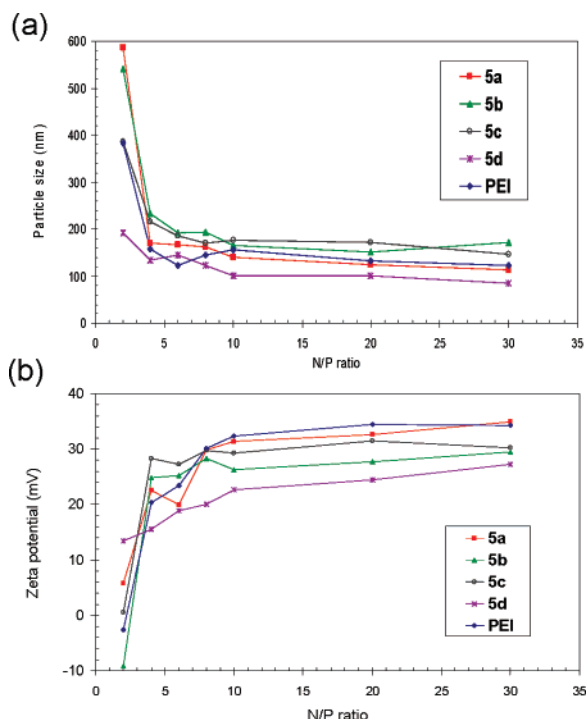 (a)
600
500
400
300
200
100
0
Particle size (nm)
0 5 10 15 20 25 30 35
N/P ratio
5a
5b
5c
5d
PEI
(b)
40
30
20
10
0
-10
Zeta potential (mV)
0 5 10 15 20 25 30 35
N/P ratio
5a
5b
5c
5d
PEI